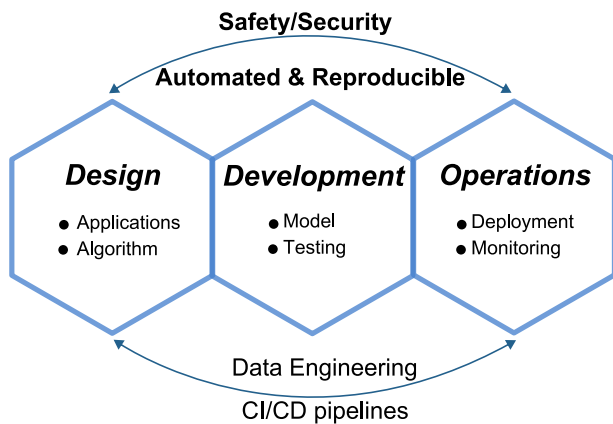 Safety/Security
Automated & Reproducible
Design
● Applications
● Algorithm
Development
● Model
● Testing
Operations
● Deployment
● Monitoring
Data Engineering
CI/CD pipelines